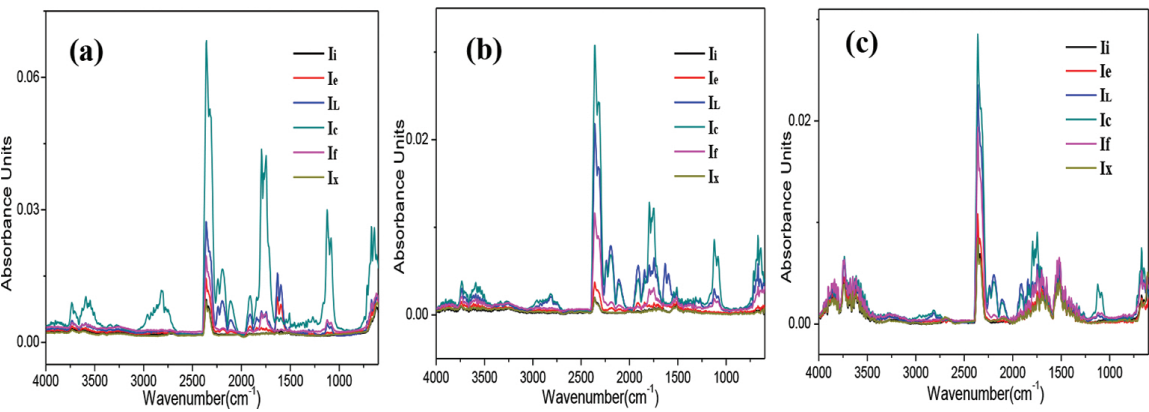 (a)
Ii
Ie
IL
Ic
If
Ix
0.06
0.03
0.00
Absorbance Units
4000 3500 3000 2500 2000 1500 1000
Wavenumber(cm-1)
(b)
Ii
Ie
IL
Ic
If
Ix
0.02
0.00
Absorbance Units
4000 3500 3000 2500 2000 1500 1000
Wavenumber(cm-1)
(c)
Ii
Ie
IL
Ic
If
Ix
0.02
0.00
Absorbance Units
4000 3500 3000 2500 2000 1500 1000
Wavenumber(cm-1)